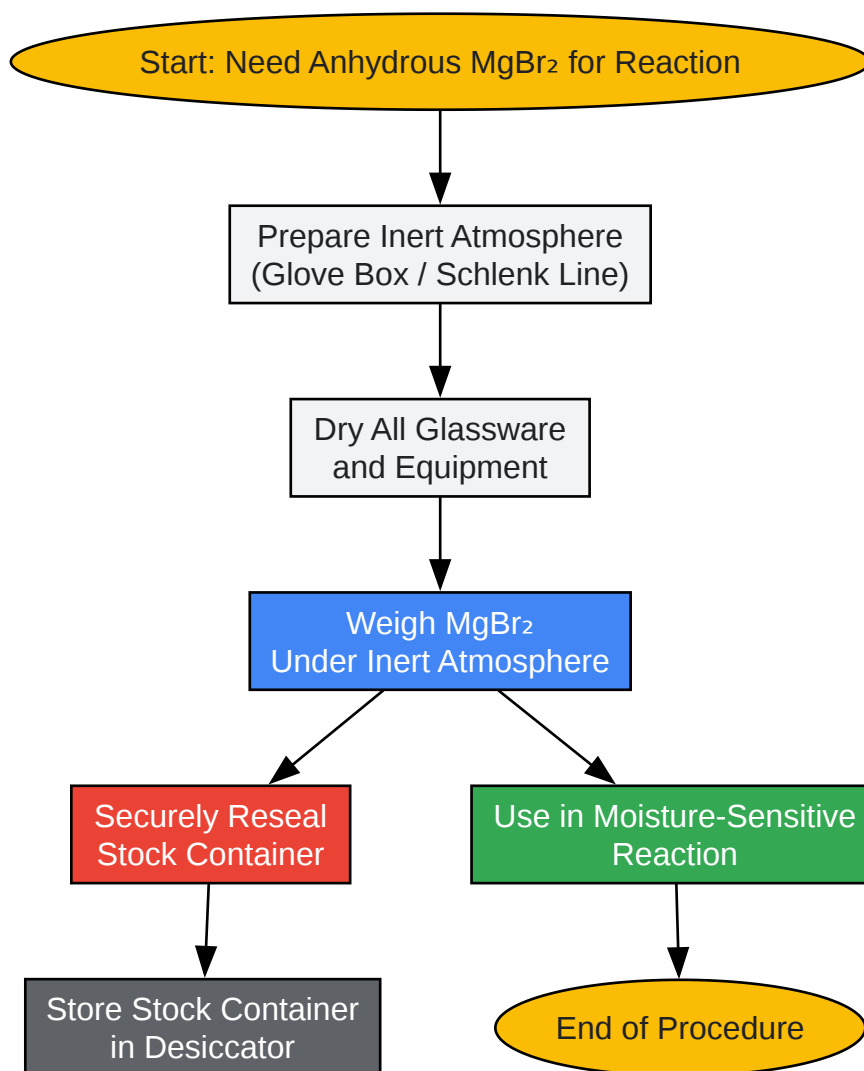 Start: Need Anhydrous MgBr₂ for Reaction
Prepare Inert Atmosphere
(Glove Box / Schlenk Line)
Dry All Glassware
and Equipment
Weigh MgBr₂
Under Inert Atmosphere
Securely Reseal
Stock Container
Use in Moisture-Sensitive
Reaction
Store Stock Container
in Desiccator
End of Procedure